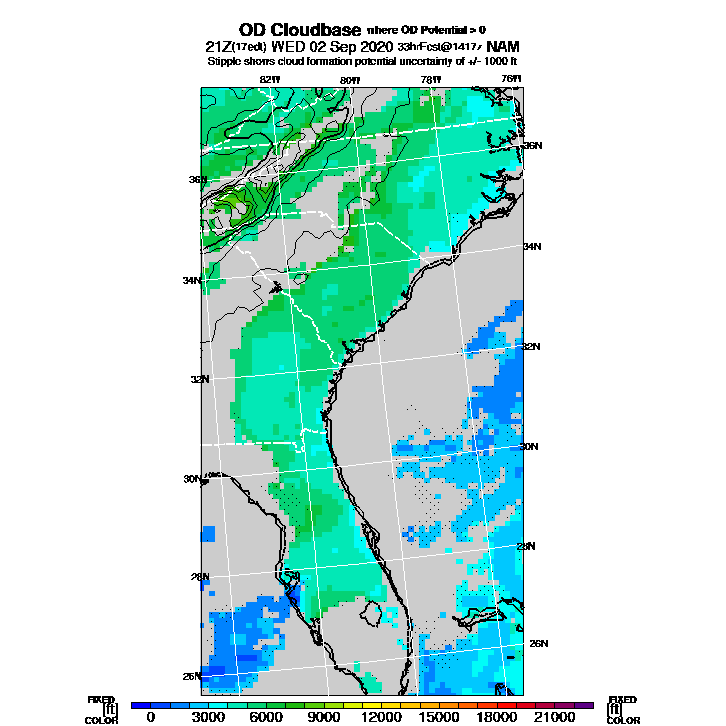 OD Cloudbase where OD Potential > 0
21Z(17edt) WED 02 Sep 2020 33hrFcst@1417z NAM
Stipple shows cloud formation potential uncertainty of +/- 1000 ft
82W 80W 78W 76W
36N
36N
34N
34N
32N
32N
30N
30N
28N
28N
26N
26N
FIXED FIXED
[ft] [ft]
COLOR COLOR
0 3000 6000 9000 12000 15000 18000 21000